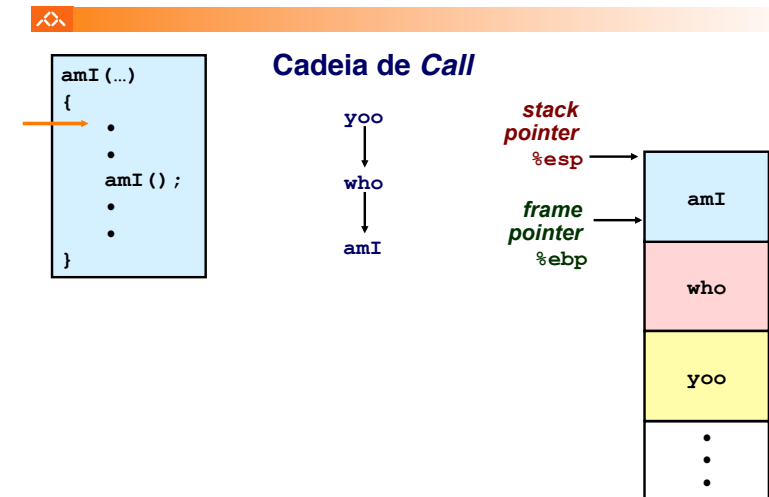 Cadeia de Call
amI(…)
{
•
•
amI();
•
•
}
yoo
who
amI
stack
pointer
%esp
frame
pointer
%ebp
amI
who
yoo
•
•
•